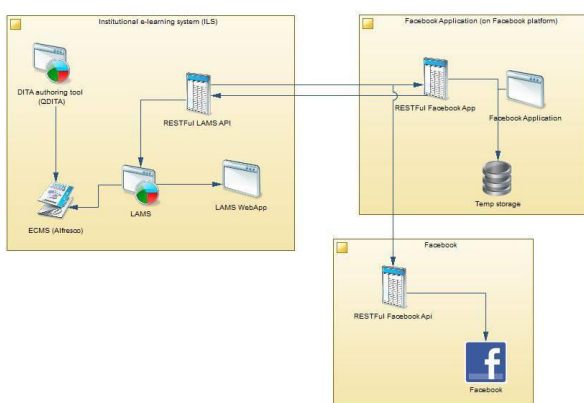 Institutional e-learning system (ILS)
DITA authoring tool
(QDITA)
RESTFul LAMS API
ECMS (Alfresco)
LAMS
LAMS WebApp
Facebook Application (on Facebook platform)
RESTFul Facebook App
Facebook Application
Temp storage
Facebook
RESTFul Facebook Api
f
Facebook